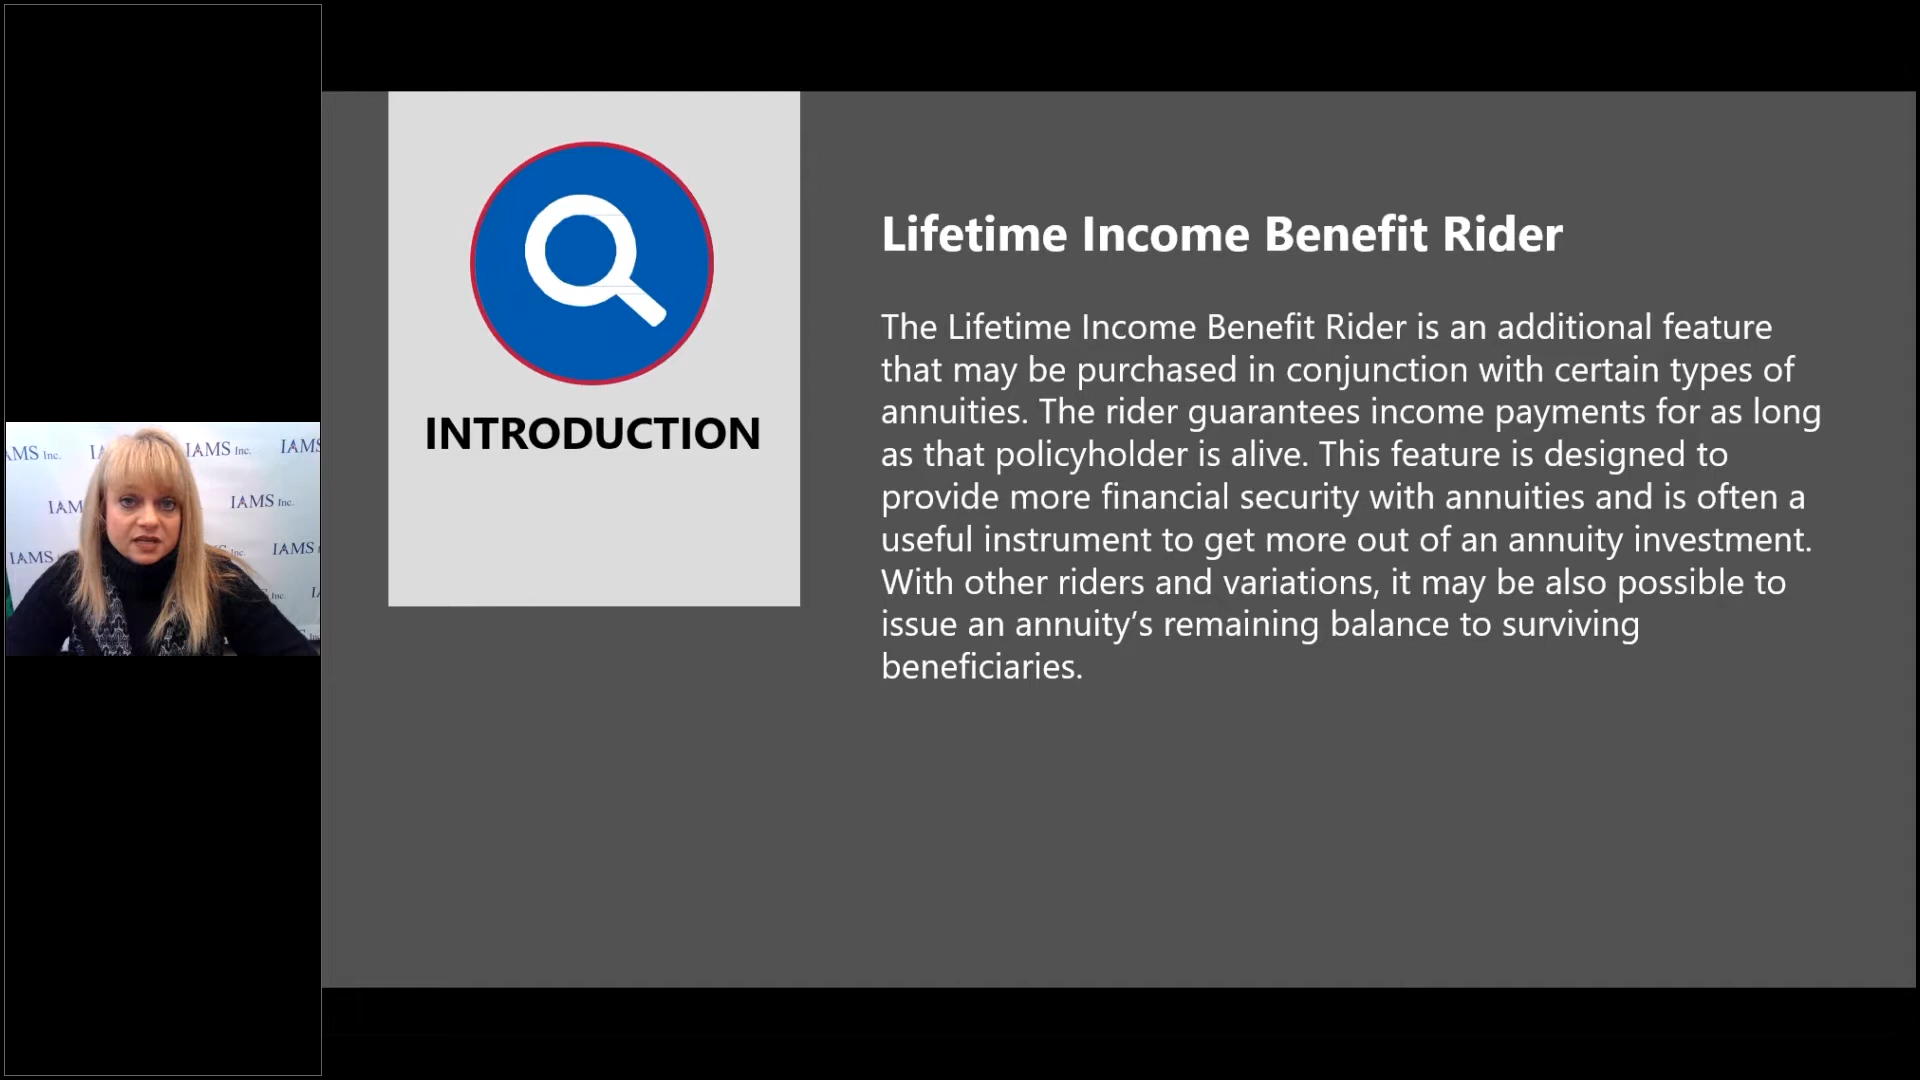 AMS Inc.
IAMS Inc.
IAMS
IAMS Inc.
IAMS
IAMS
Inc.
INTRODUCTION
Lifetime Income Benefit Rider
The Lifetime Income Benefit Rider is an additional feature
that may be purchased in conjunction with certain types of
annuities. The rider guarantees income payments for as long
as that policyholder is alive. This feature is designed to
provide more financial security with annuities and is often a
useful instrument to get more out of an annuity investment.
With other riders and variations, it may be also possible to
issue an annuity’s remaining balance to surviving
beneficiaries.